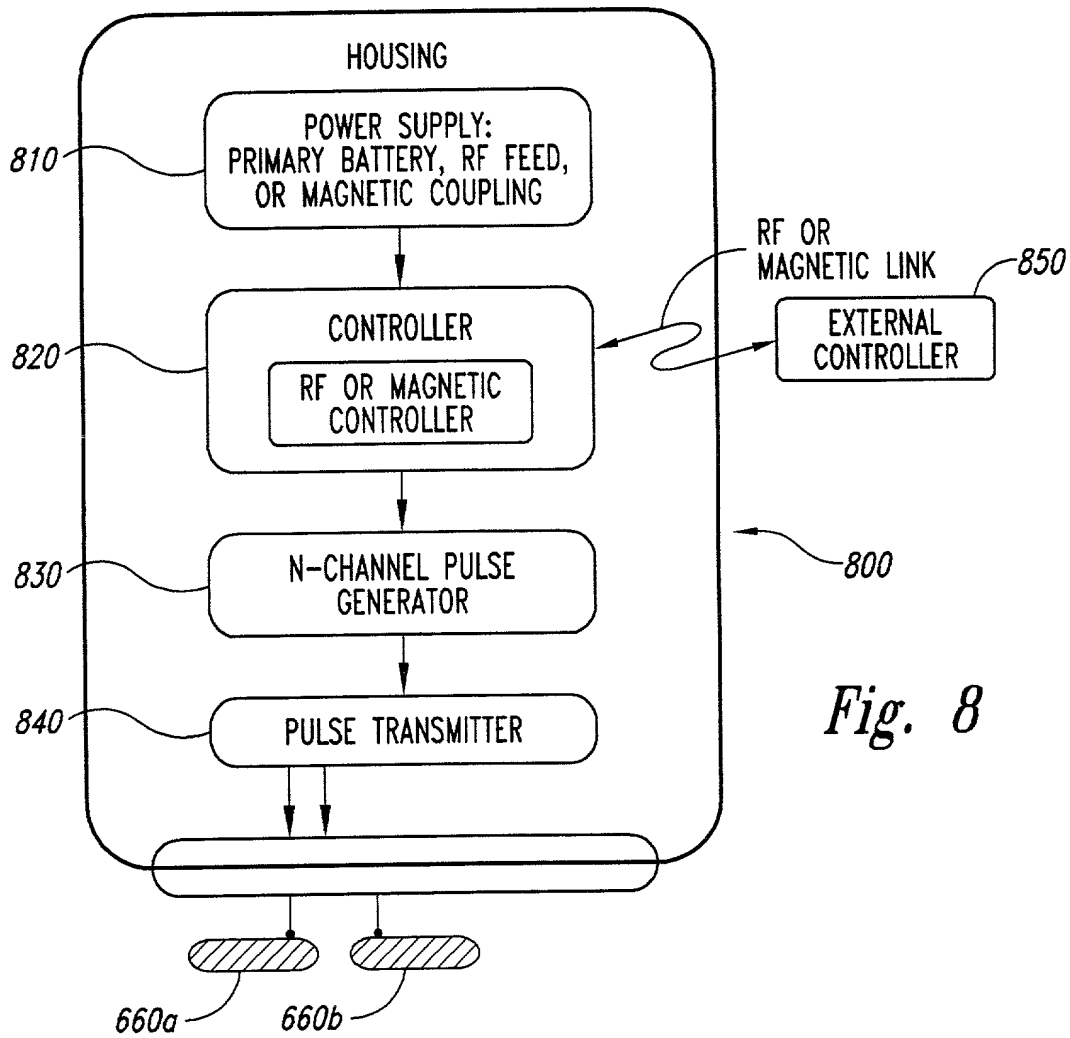 HOUSING
810
POWER SUPPLY:
PRIMARY BATTERY, RF FEED,
OR MAGNETIC COUPLING
RF OR
MAGNETIC LINK
850
820
CONTROLLER
RF OR MAGNETIC
CONTROLLER
EXTERNAL
CONTROLLER
830
N-CHANNEL PULSE
GENERATOR
800
840
PULSE TRANSMITTER
Fig. 8
660a
660b